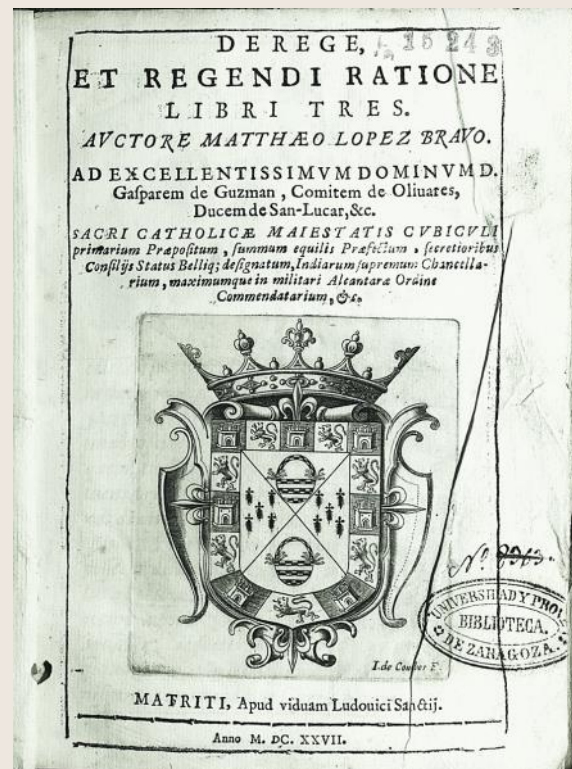 DE REGE,
15243
ET REGENDI RATIONE
LIBRI TRES.
AVCTORE MATTHÆO LOPEZ BRAVO.
AD EXCELLENTISSIMVM DOMINVM D.
Gaſparem de Guzman, Comitem de Oliuares,
Ducem de San-Lucar, &c.
SACRI CATHOLICÆ MAIESTATIS CVBICVLI
primarium Præpoſitum, ſummum equilis Præfectum, ſecretioribus
Conſilijs Status Belliq; deſignatum, Indiarum ſupremum Chancella-
rium, maximumque in militari Alcantaræ Ordine
Commendatarium, &c.
Nº
UNIVERSIDAD Y PROV.
BIBLIOTECA.
DE ZARAGOZA.
I. de Courbes F.
MATRITI, Apud viduam Ludouici Sanctij.
Anno M. DC. XXVII.